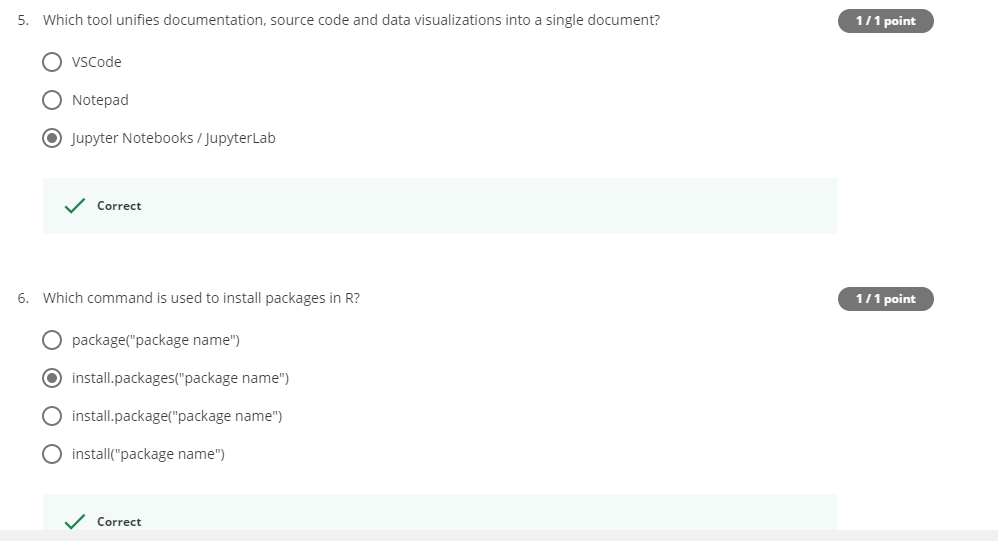 5. Which tool unifies documentation, source code and data visualizations into a single document?
1 / 1 point
VSCode
Notepad
Jupyter Notebooks / JupyterLab
Correct
6. Which command is used to install packages in R?
1 / 1 point
package("package name")
install.packages("package name")
install.package("package name")
install("package name")
Correct